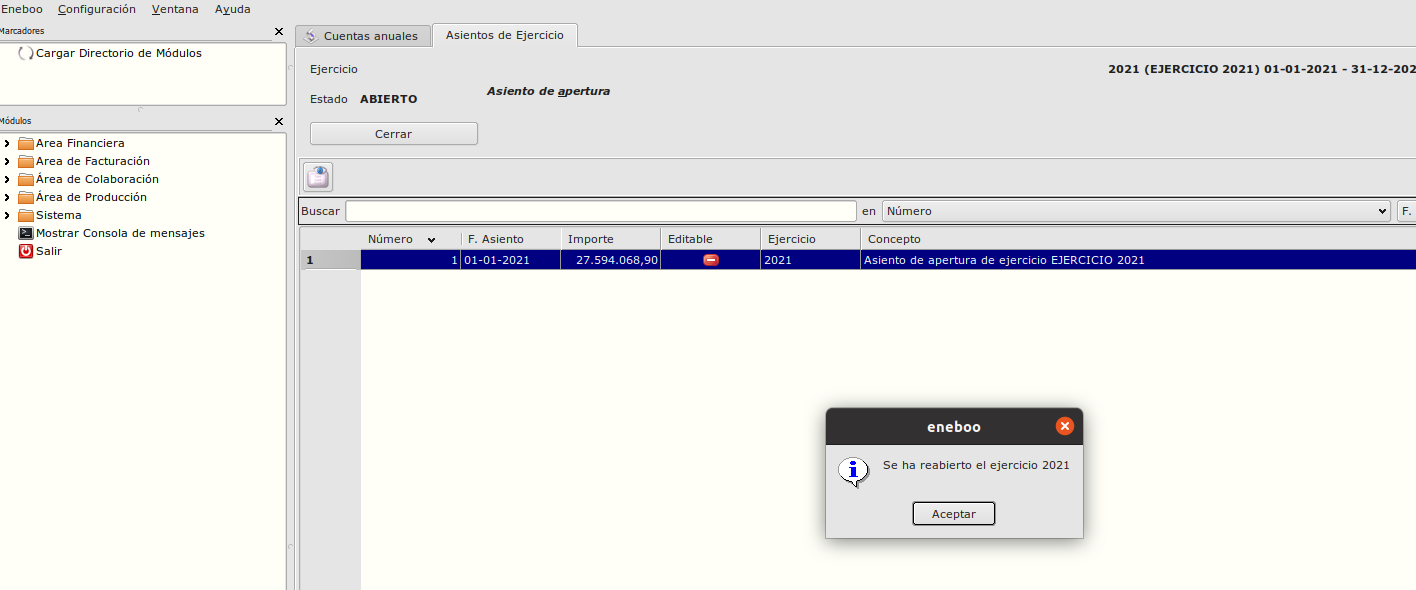 Eneboo Configuración Ventana Ayuda
Marcadores
Cargar Directorio de Módulos
Módulos
Area Financiera
Area de Facturación
Área de Colaboración
Área de Producción
Sistema
Mostrar Consola de mensajes
Salir
Cuentas anuales Asientos de Ejercicio
Ejercicio 2021 (EJERCICIO 2021) 01-01-2021 - 31-12-202
Estado ABIERTO Asiento de apertura
Cerrar
Buscar en Número F.
Número F. Asiento Importe Editable Ejercicio Concepto
1 1 01-01-2021 27.594.068,90 2021 Asiento de apertura de ejercicio EJERCICIO 2021
eneboo
Se ha reabierto el ejercicio 2021
Aceptar